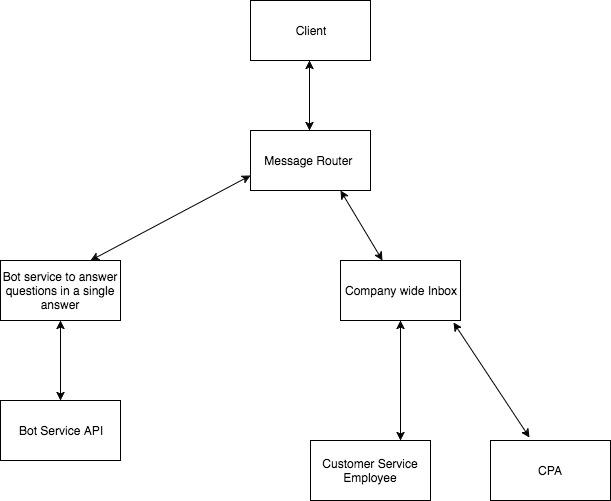 Client
Message Router
Bot service to answer
questions in a single
answer
Company wide Inbox
Bot Service API
Customer Service
Employee
CPA